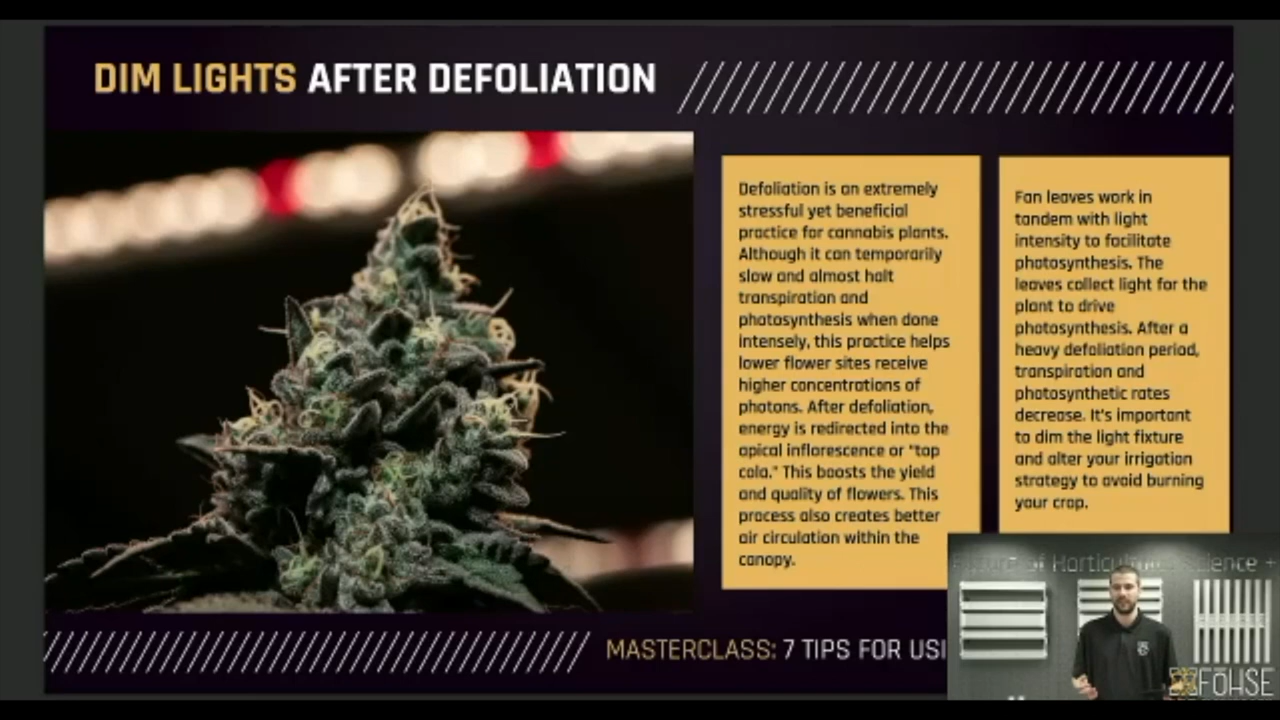 DIM LIGHTS AFTER DEFOLIATION
Defoliation is an extremely
stressful yet beneficial
practice for cannabis plants.
Although it can temporarily
slow and almost halt
transpiration and
photosynthesis when done
intensely, this practice helps
lower flower sites receive
higher concentrations of
photons. After defoliation,
energy is redirected into the
apical inflorescence or "top
cola." This boosts the yield
and quality of flowers. This
process also creates better
air circulation within the
canopy.
Fan leaves work in
tandem with light
intensity to facilitate
photosynthesis. The
leaves collect light for the
plant to drive
photosynthesis. After a
heavy defoliation period,
transpiration and
photosynthetic rates
decrease. It's important
to dim the light fixture
and alter your irrigation
strategy to avoid burning
your crop.
of Horticultur
MASTERCLASS: 7 TIPS FOR USI
FOHSE